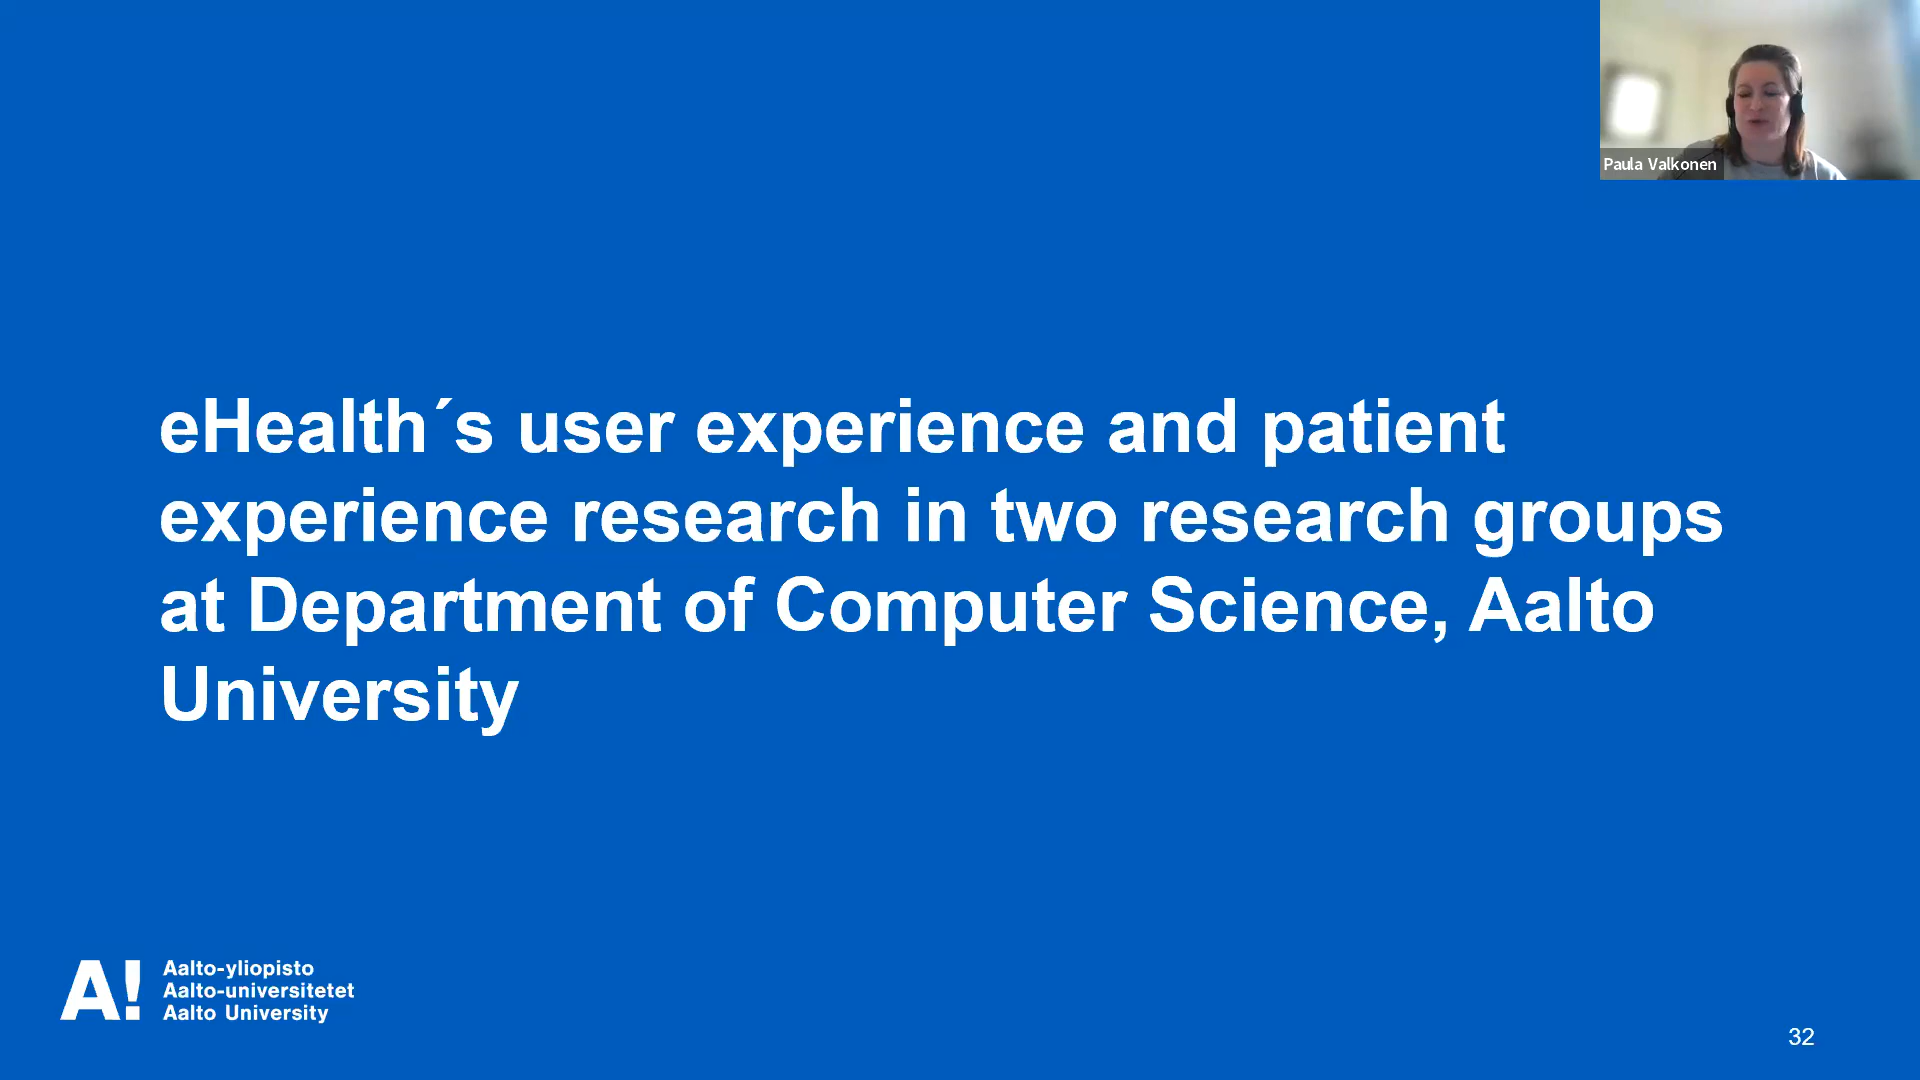 Paula Valkonen
eHealth´s user experience and patient
experience research in two research groups
at Department of Computer Science, Aalto
University
A! Aalto-yliopisto
Aalto-universitetet
Aalto University
32